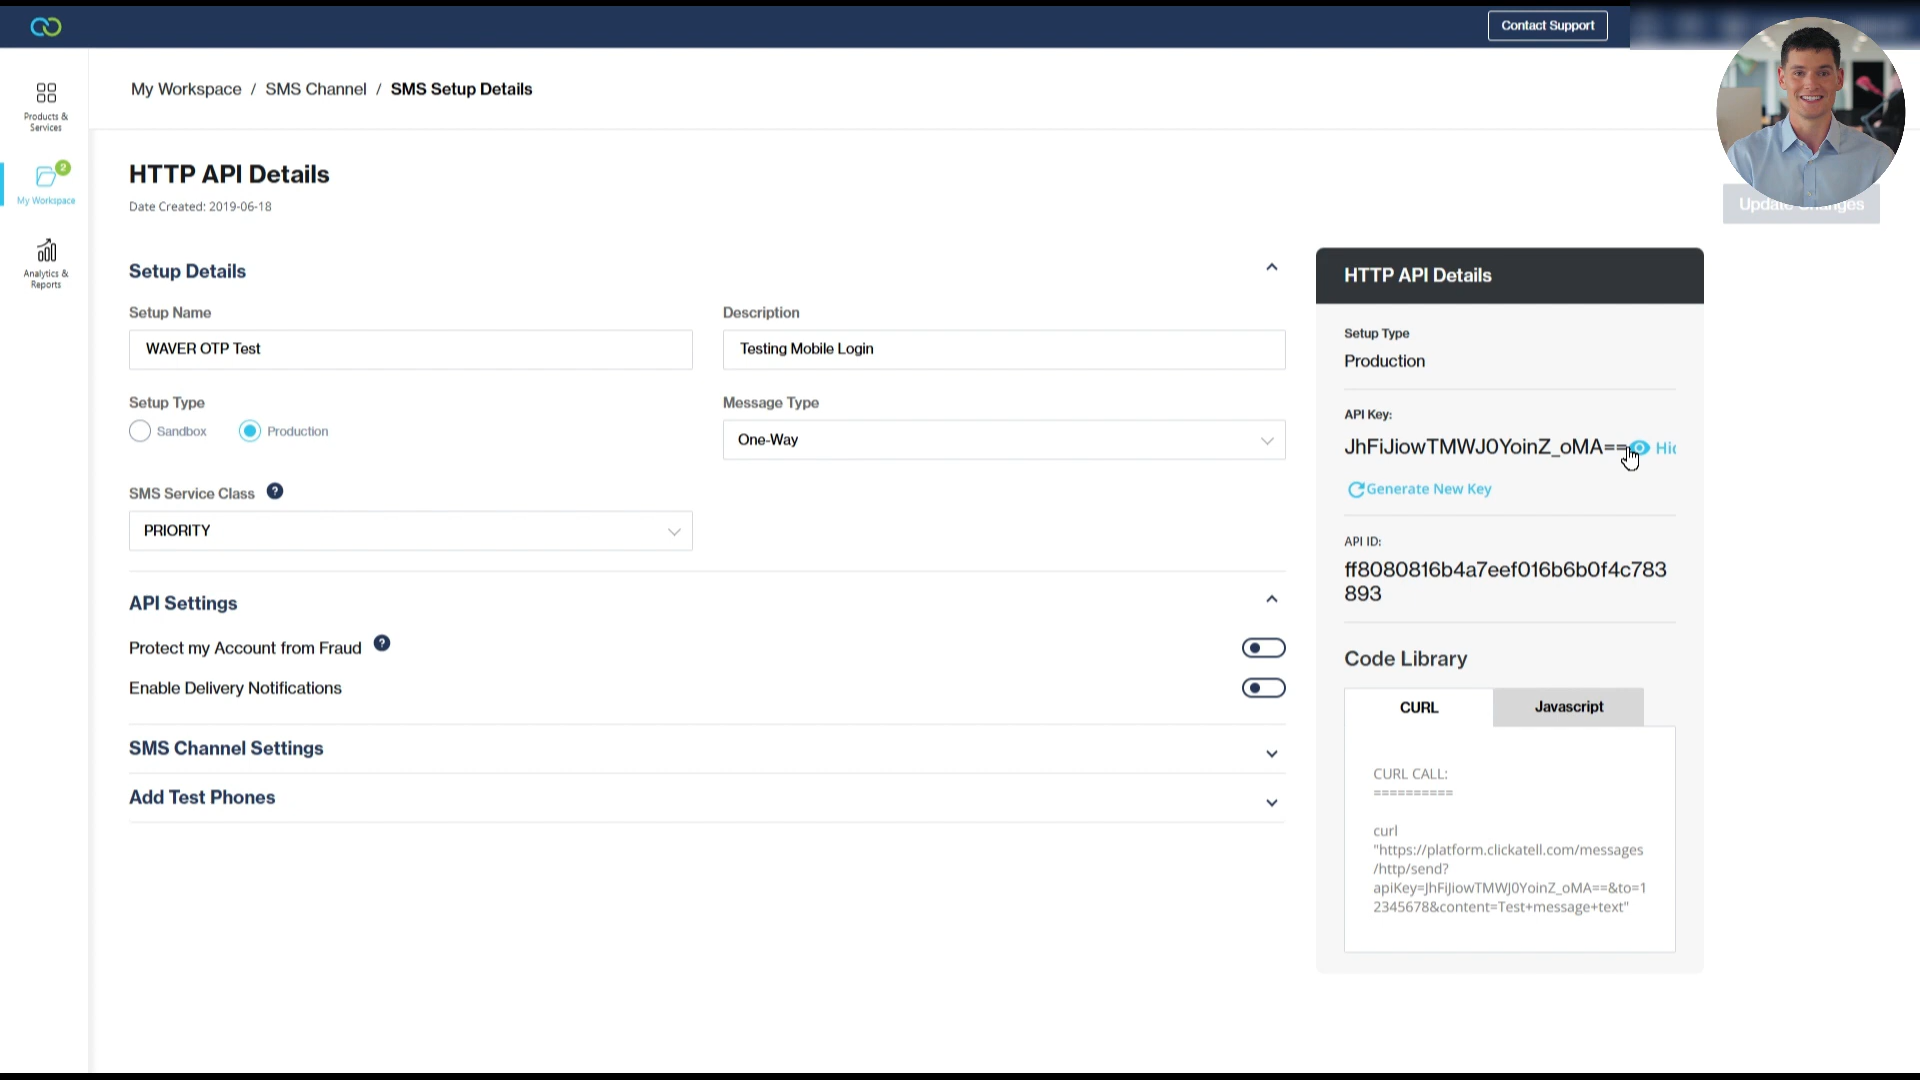 Contact Support
Products &
Services
2
My Workspace
Analytics &
Reports
My Workspace / SMS Channel / SMS Setup Details
HTTP API Details
Date Created: 2019-06-18
Update Changes
Setup Details
Setup Name
WAVER OTP Test
Description
Testing Mobile Login
Setup Type
Sandbox
Production
Message Type
One-Way
SMS Service Class ?
PRIORITY
API Settings
Protect my Account from Fraud ?
Enable Delivery Notifications
SMS Channel Settings
Add Test Phones
HTTP API Details
Setup Type
Production
API Key:
JhFiJiowTMWJ0YoinZ_oMA== Hid
Generate New Key
API ID:
ff8080816b4a7eef016b6b0f4c783
893
Code Library
CURL
Javascript
CURL CALL:
==========
curl
"https://platform.clickatell.com/messages
/http/send?
apiKey=JhFiJiowTMWJ0YoinZ_oMA==&to=1
2345678&content=Test+message+text"